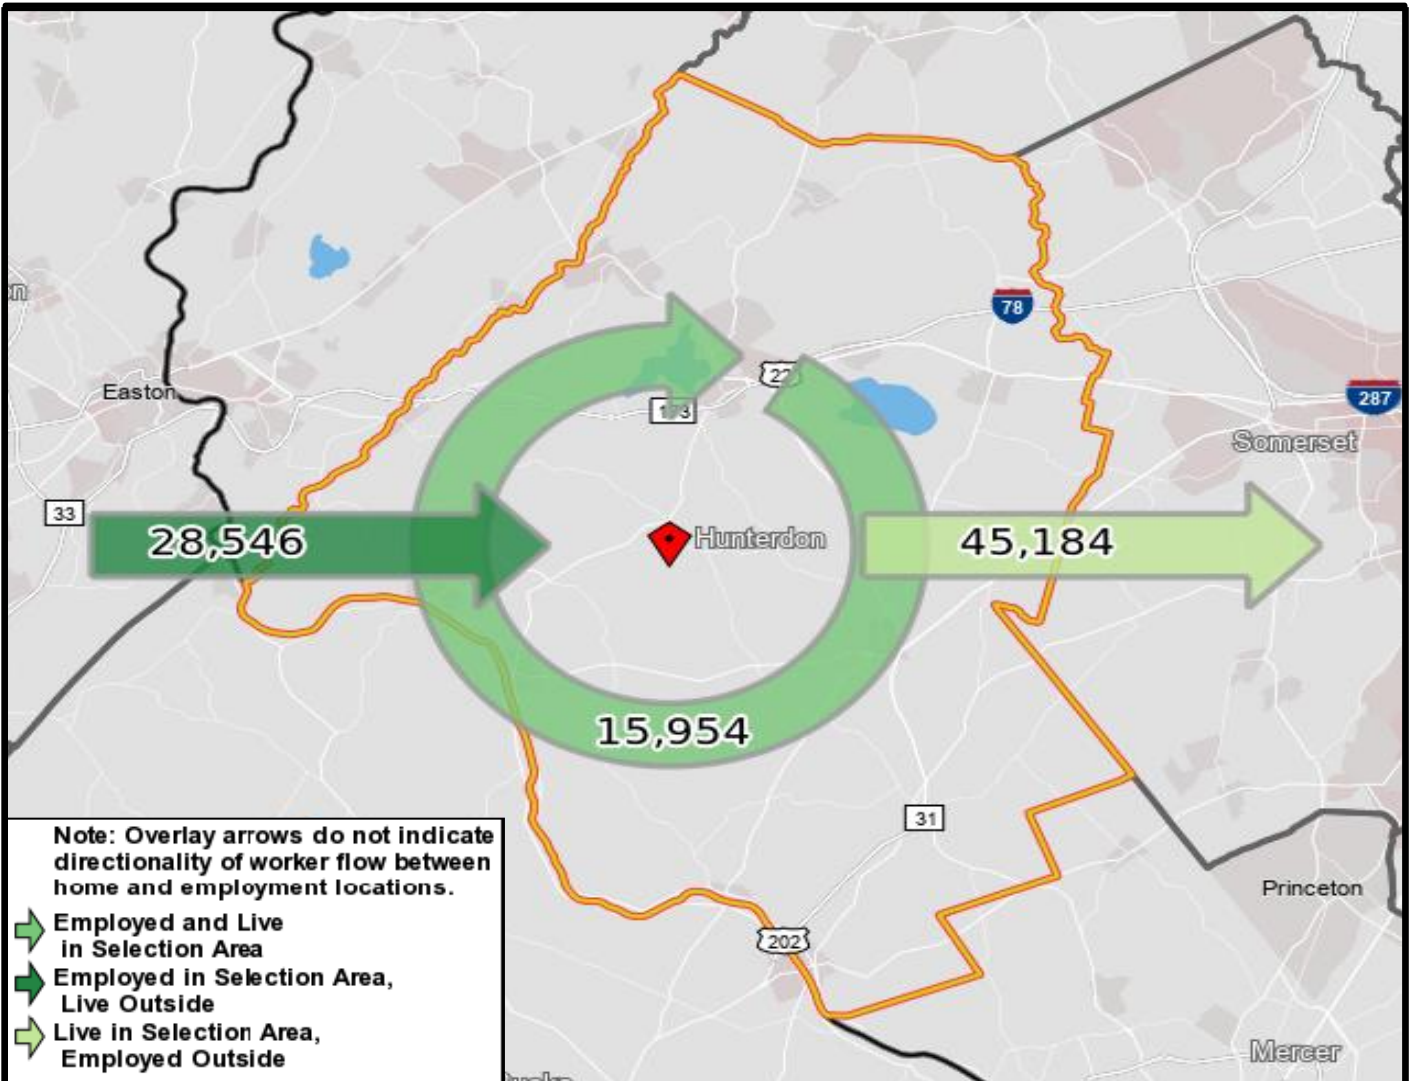 78
22
Easton
173
287
Somerset
33
28,546
Hunterdon
45,184
15,954
31
Note: Overlay arrows do not indicate
directionality of worker flow between
home and employment locations.
Employed and Live
in Selection Area
Employed in Selection Area,
Live Outside
Live in Selection Area,
Employed Outside
Princeton
202
Mercer